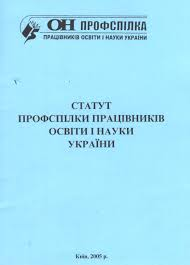 ОН ПРОФСПІЛКА
ПРАЦІВНИКІВ ОСВІТИ І НАУКИ УКРАЇНИ
СТАТУТ
ПРОФСПІЛКИ ПРАЦІВНИКІВ
ОСВІТИ І НАУКИ
УКРАЇНИ
Київ, 2005 р.